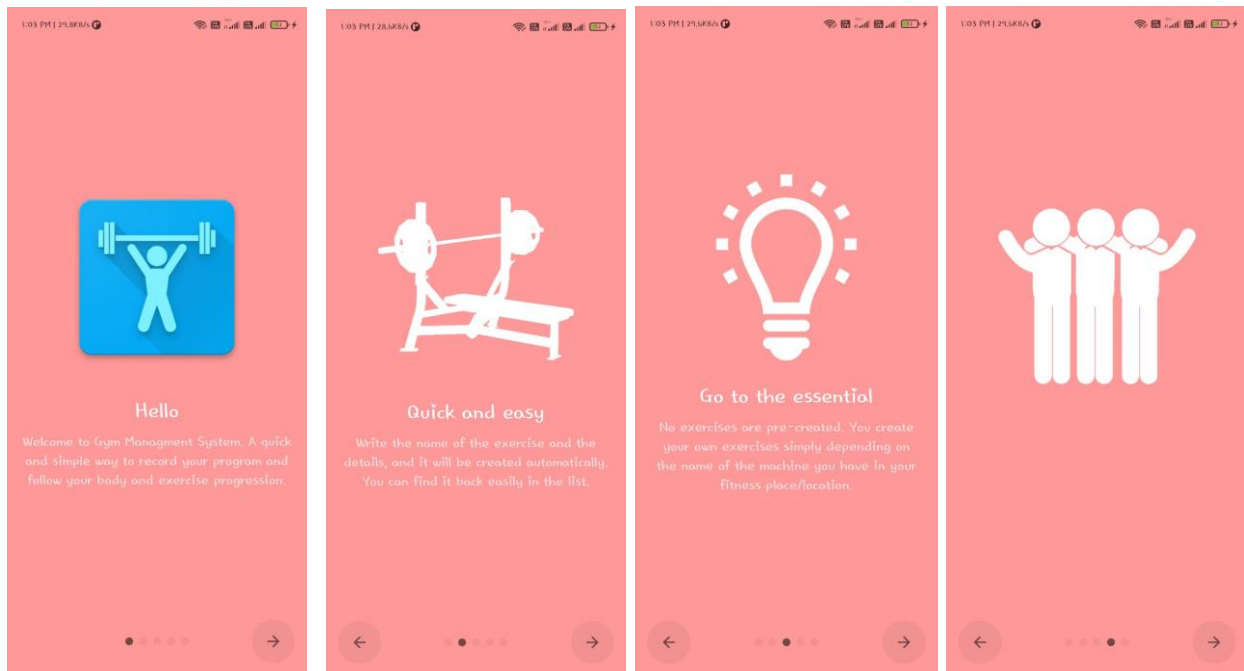 1:03 PM | 29.8KB/s
Hello
Welcome to Gym Managment System. A quick
and simple way to record your program and
follow your body and exercise progression.
1:03 PM | 28.6KB/s
Quick and easy
Write the name of the exercise and the
details, and it will be created automatically.
You can find it back easily in the list.
1:03 PM | 29.6KB/s
Go to the essential
No exercises are pre-created. You create
your own exercises simply depending on
the name of the machine you have in your
fitness place/location.
1:03 PM | 29.6KB/s